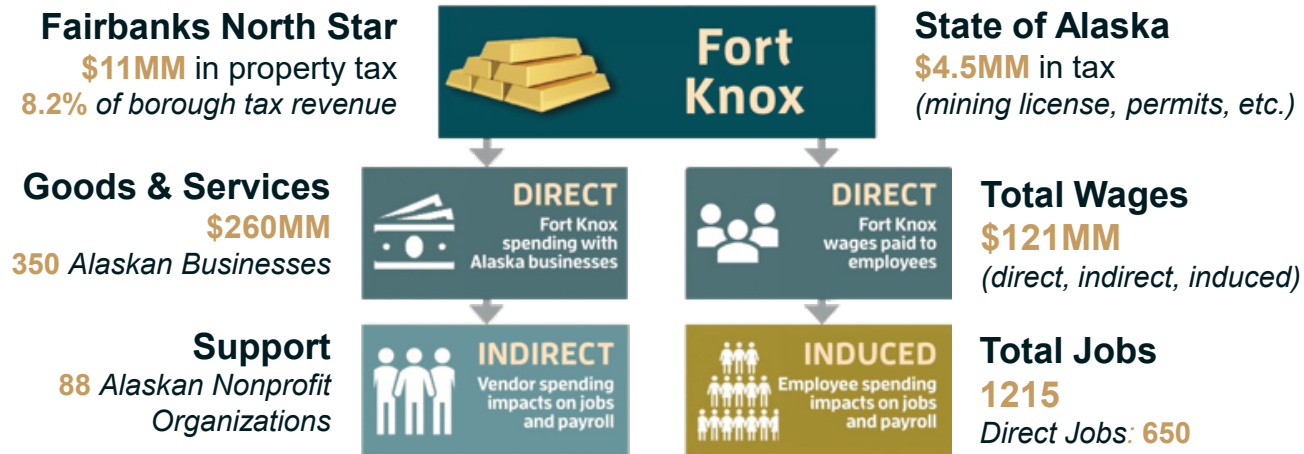 Fairbanks North Star
$11MM in property tax
8.2% of borough tax revenue
Fort
Knox
State of Alaska
$4.5MM in tax
(mining license, permits, etc.)
Goods & Services
$260MM
350 Alaskan Businesses
DIRECT
Fort Knox
spending with
Alaska businesses
DIRECT
Fort Knox
wages paid to
employees
Total Wages
$121MM
(direct, indirect, induced)
Support
88 Alaskan Nonprofit
Organizations
INDIRECT
Vendor spending
impacts on jobs
and payroll
INDUCED
Employee spending
impacts on jobs
and payroll
Total Jobs
1215
Direct Jobs: 650